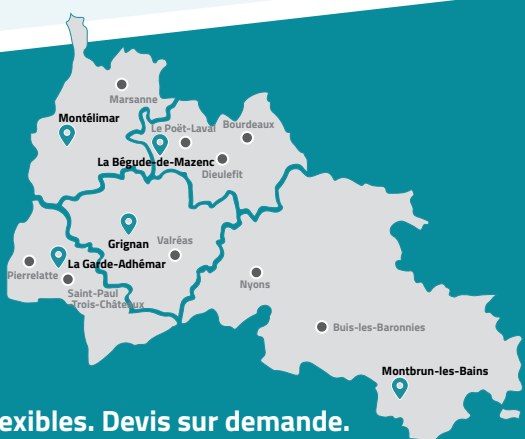 Marsanne
Montélimar
Le Poët-Laval
Bourdeaux
La Bégude-de-Mazenc
Dieulefit
Grignan
Valréas
La Garde-Adhémar
Pierrelatte
Saint-Paul
Trois-Châteaux
Nyons
Buis-les-Baronnies
Montbrun-les-Bains
exibles. Devis sur demande.